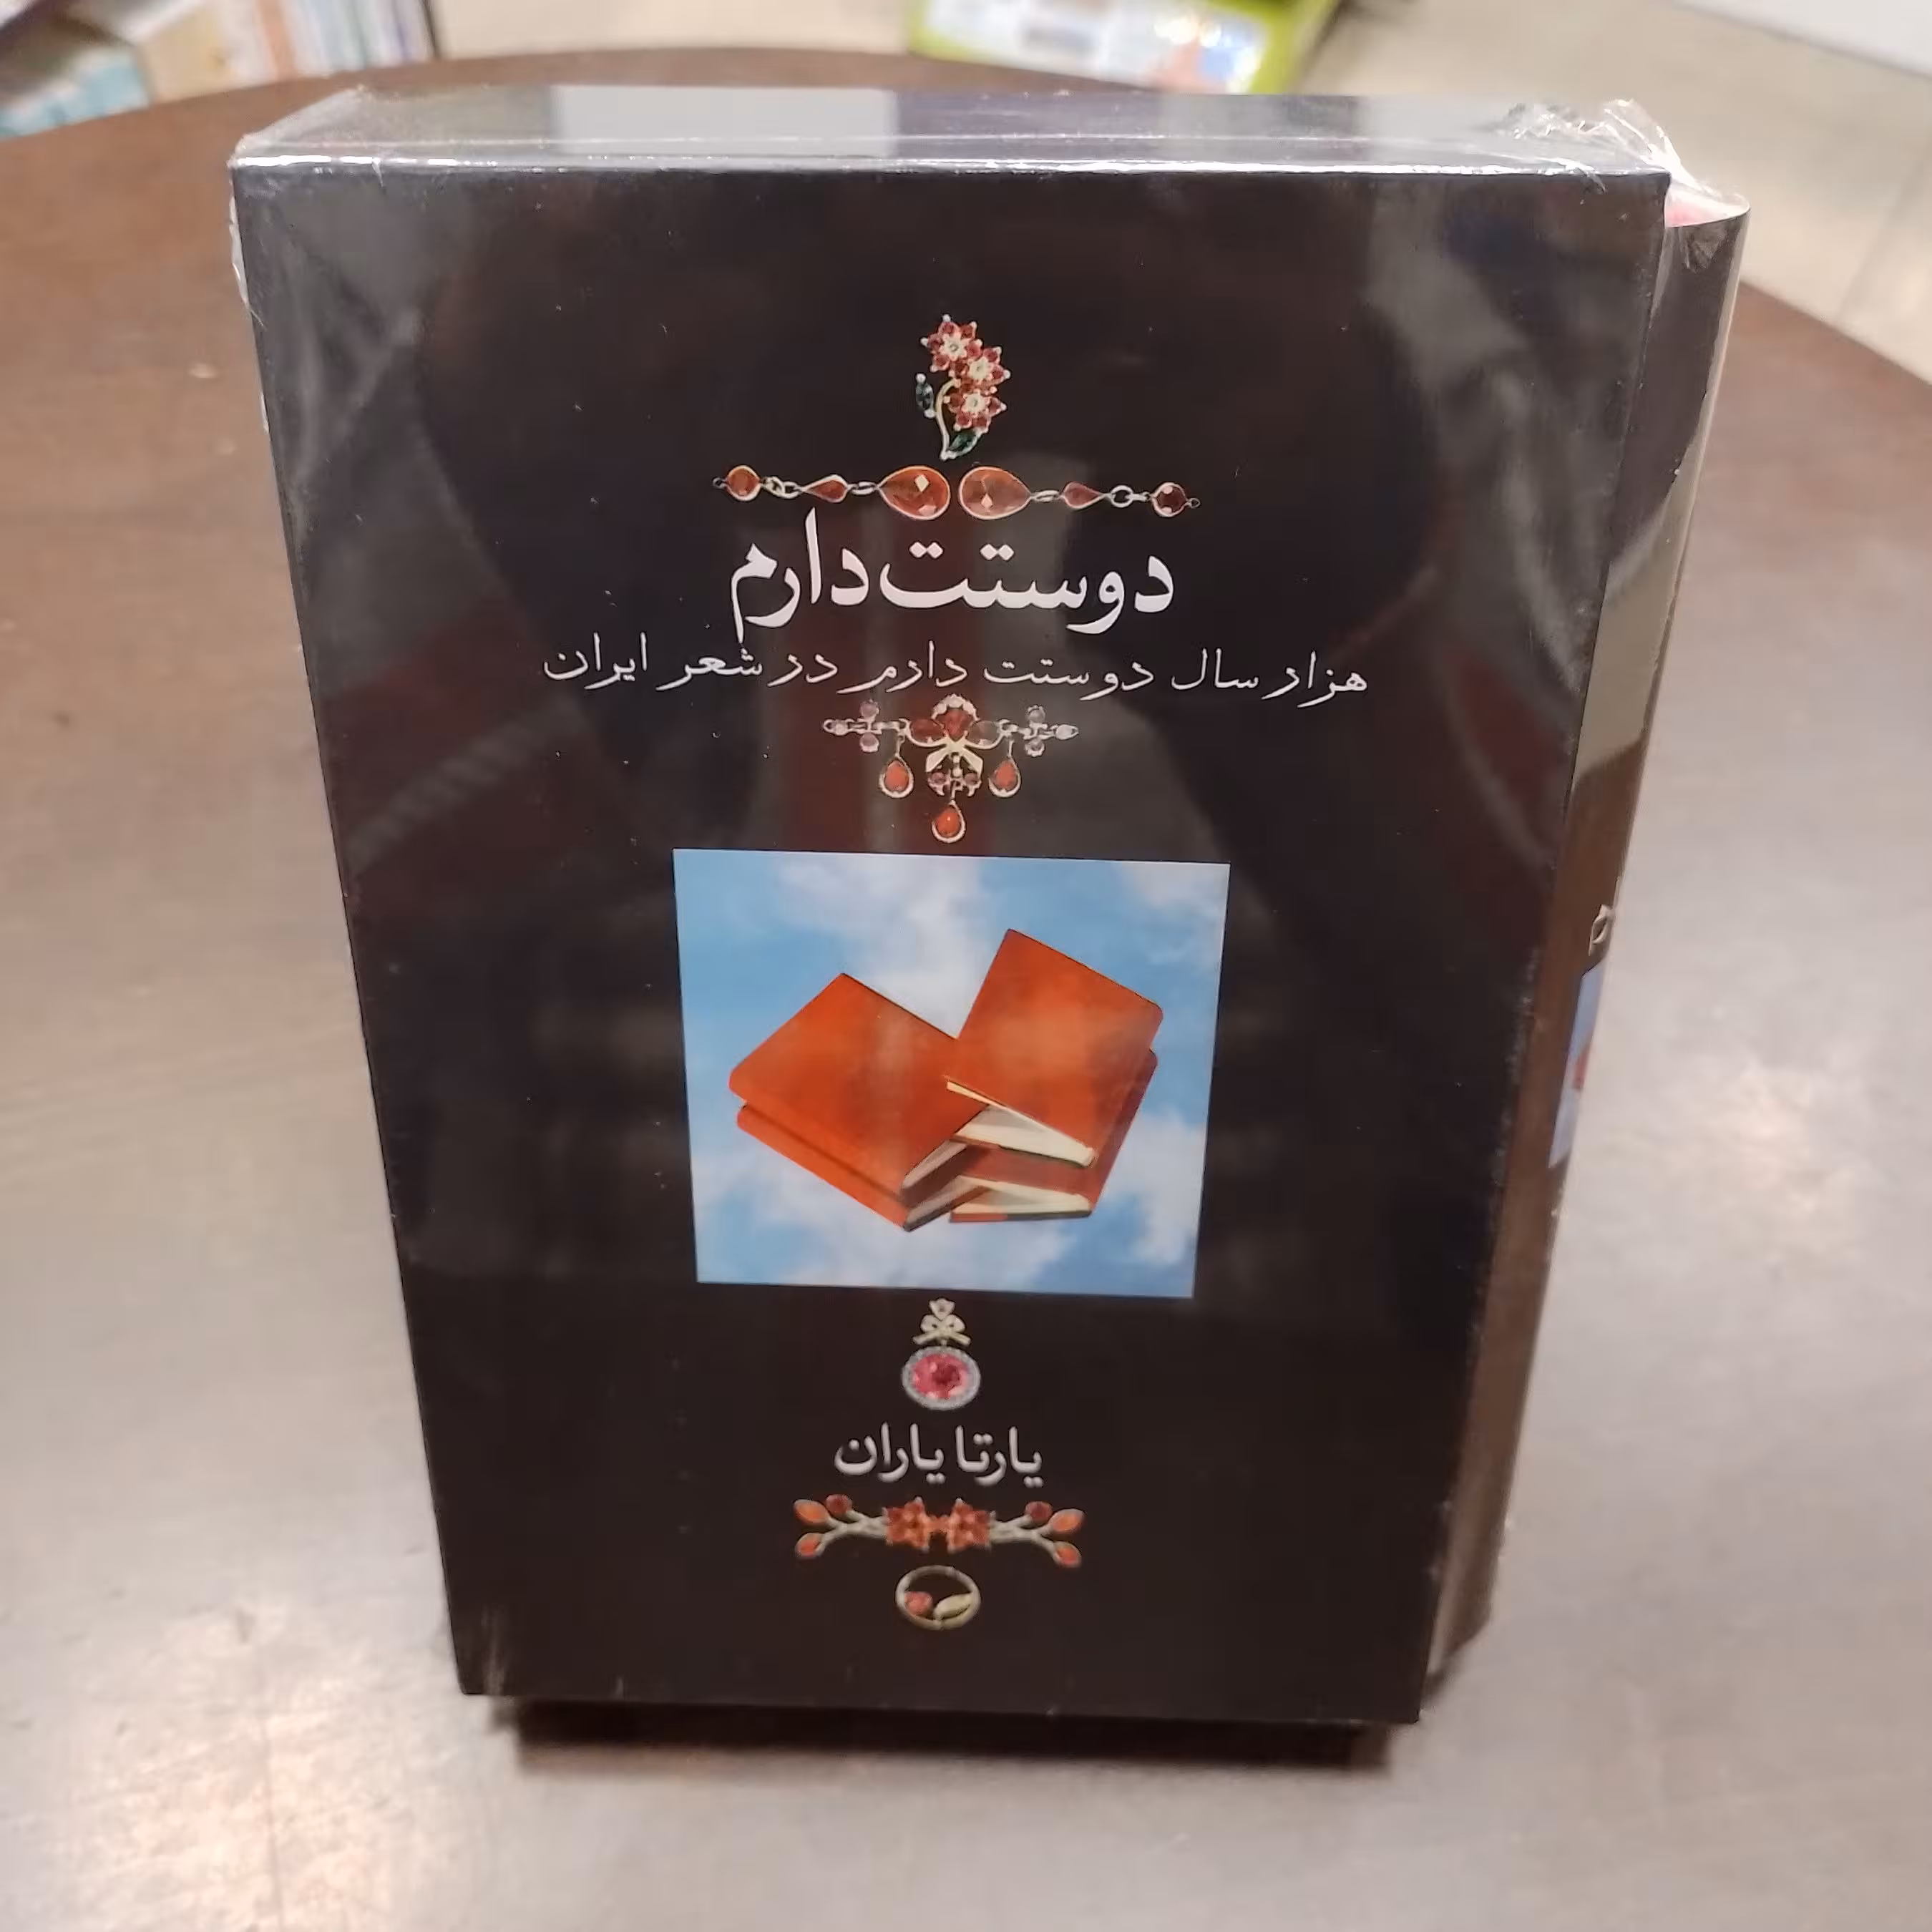 دوستت‌دارم
هزار سال دوستت دارم در شعر ایران
یارتا یاران